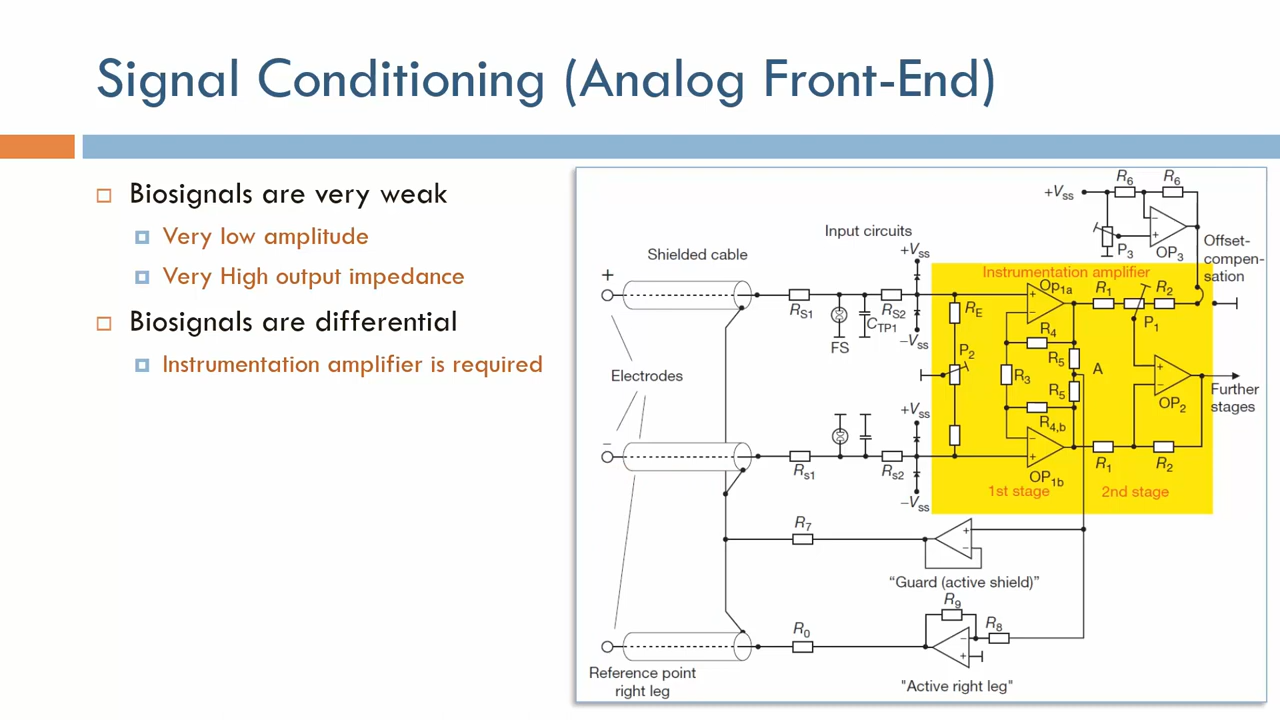 Signal Conditioning (Analog Front-End)
Biosignals are very weak
Very low amplitude
Very High output impedance
Biosignals are differential
Instrumentation amplifier is required
R6
R6
+Vss
P3
OP3
Offset-
compen-
sation
Input circuits
Shielded cable
+Vss
Instrumentation amplifier
+
Op1a
R1
R2
RS1
RS2
CTP1
FS
−Vss
RE
P1
R4
P2
R5
A
R3
Electrodes
R5
OP2
Further
stages
+Vss
R4,b
−
Rs1
Rs2
OP1b
R1
R2
−Vss
1st stage
2nd stage
R7
“Guard (active shield)”
R9
R8
R0
Reference point
right leg
"Active right leg"